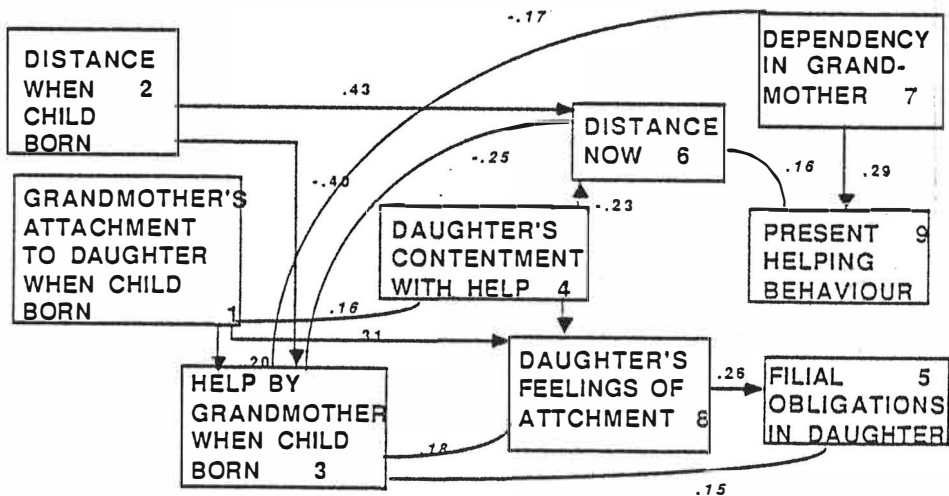 -.17
DISTANCE
WHEN 2
CHILD
BORN
DEPENDENCY
IN GRAND-
MOTHER 7
.43
DISTANCE
NOW 6
-.25
-.40
.16
.29
GRANDMOTHER'S
ATTACHMENT
TO DAUGHTER
WHEN CHILD
BORN 1
-.23
DAUGHTER'S
CONTENTMENT
WITH HELP 4
PRESENT 9
HELPING
BEHAVIOUR
.16
.31
.20
HELP BY
GRANDMOTHER
WHEN CHILD
BORN 3
DAUGHTER'S
FEELINGS OF
ATTCHMENT 8
.26
FILIAL 5
OBLIGATIONS
IN DAUGHTER
.18
.15